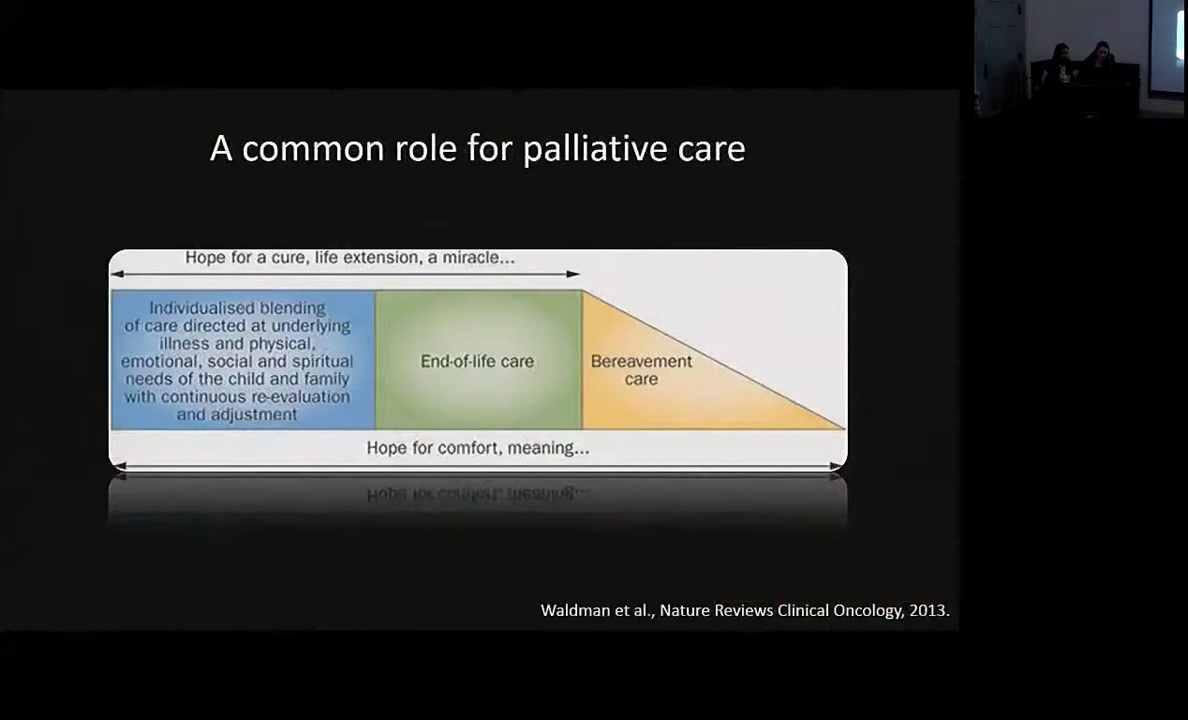 A common role for palliative care
Hope for a cure, life extension, a miracle...
Individualised blending
of care directed at underlying
illness and physical,
emotional, social and spiritual
needs of the child and family
with continuous re-evaluation
and adjustment
End-of-life care
Bereavement
care
Hope for comfort, meaning...
Waldman et al., Nature Reviews Clinical Oncology, 2013.